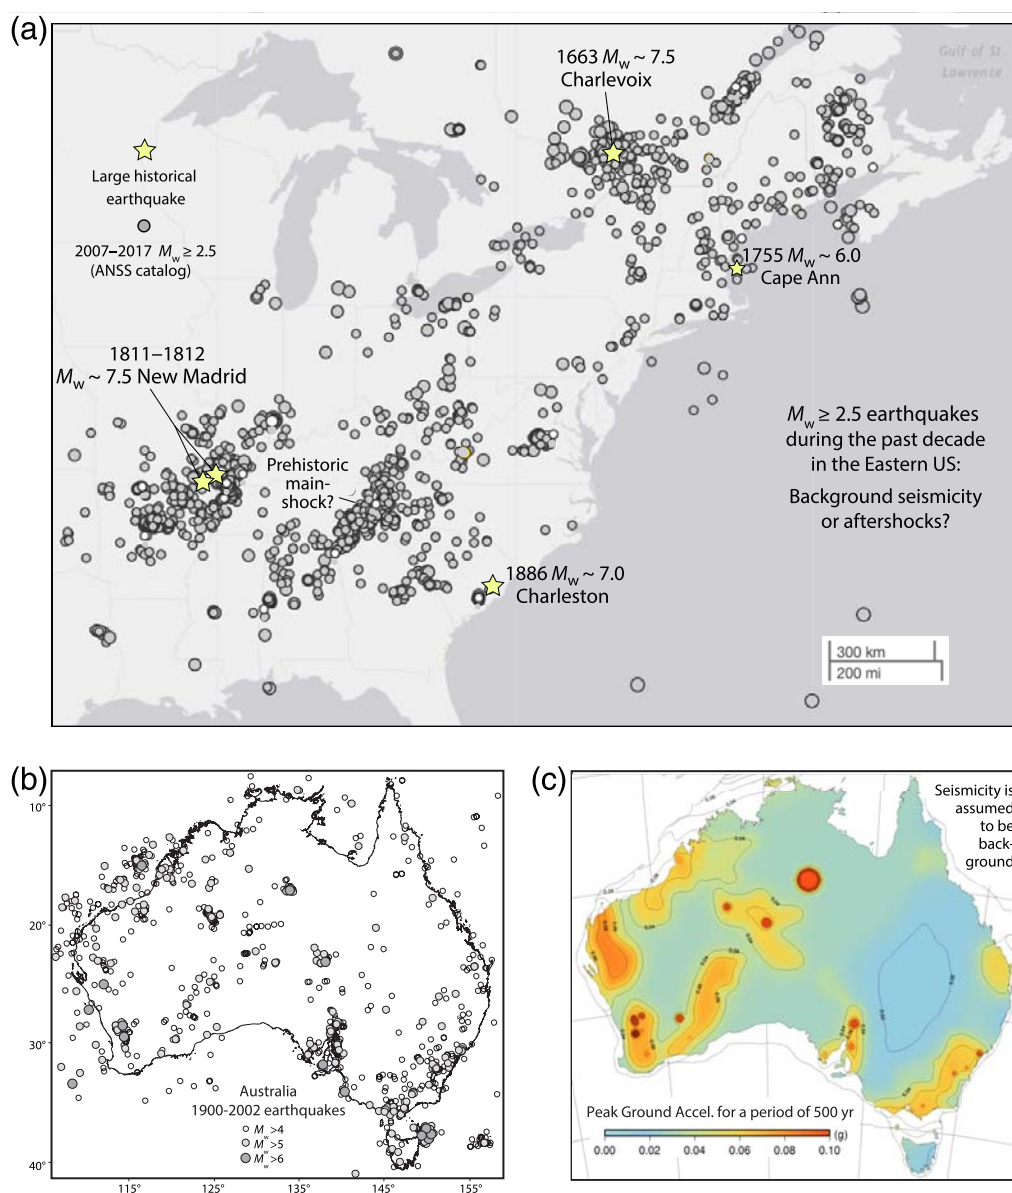 (a)
Gulf of St
Lawrence
1663 Mw ~ 7.5
Charlevoix
Large historical
earthquake
2007–2017 Mw ≥ 2.5
(ANSS catalog)
1755 Mw ~ 6.0
Cape Ann
1811–1812
Mw ~ 7.5 New Madrid
Mw ≥ 2.5 earthquakes
during the past decade
in the Eastern US:
Background seismicity
or aftershocks?
Prehistoric
main-
shock?
1886 Mw ~ 7.0
Charleston
300 km
200 mi
(b)
10°
20°
30°
40°
Australia
1900-2002 earthquakes
Mw>4
Mw>5
Mw>6
115°
125°
135°
145°
155°
(c)
Seismicity is
assumed
to be
back-
ground
Peak Ground Accel. for a period of 500 yr
(g)
0.00 0.02 0.04 0.06 0.08 0.10